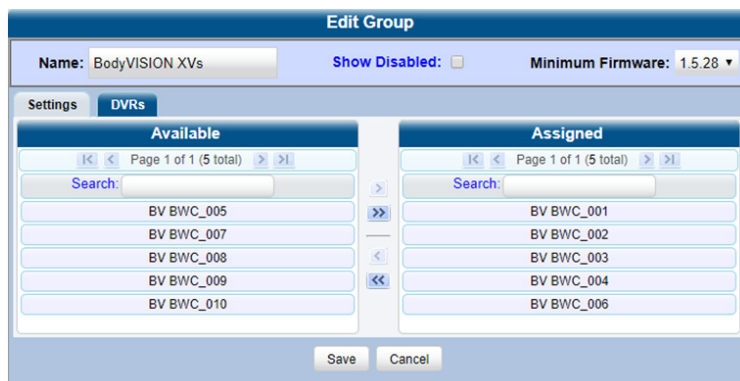 Edit Group
Name: BodyVISION XVs Show Disabled: Minimum Firmware: 1.5.28
Settings DVRs
Available
|< < Page 1 of 1 (5 total) > >|
Search:
BV BWC_005
BV BWC_007
BV BWC_008
BV BWC_009
BV BWC_010
>
>>
<
<<
Assigned
|< < Page 1 of 1 (5 total) > >|
Search:
BV BWC_001
BV BWC_002
BV BWC_003
BV BWC_004
BV BWC_006
Save Cancel